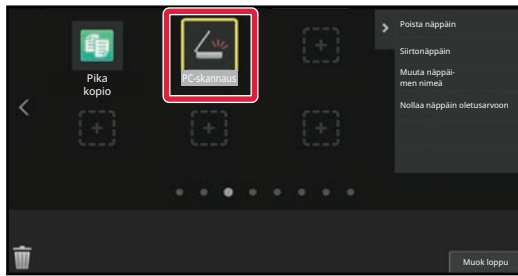 Pika
kopio
PC-skannaus
Poista näppäin
Siirtonäppäin
Muuta näppäi-
men nimeä
Nollaa näppäin oletusarvoon
Muok loppu